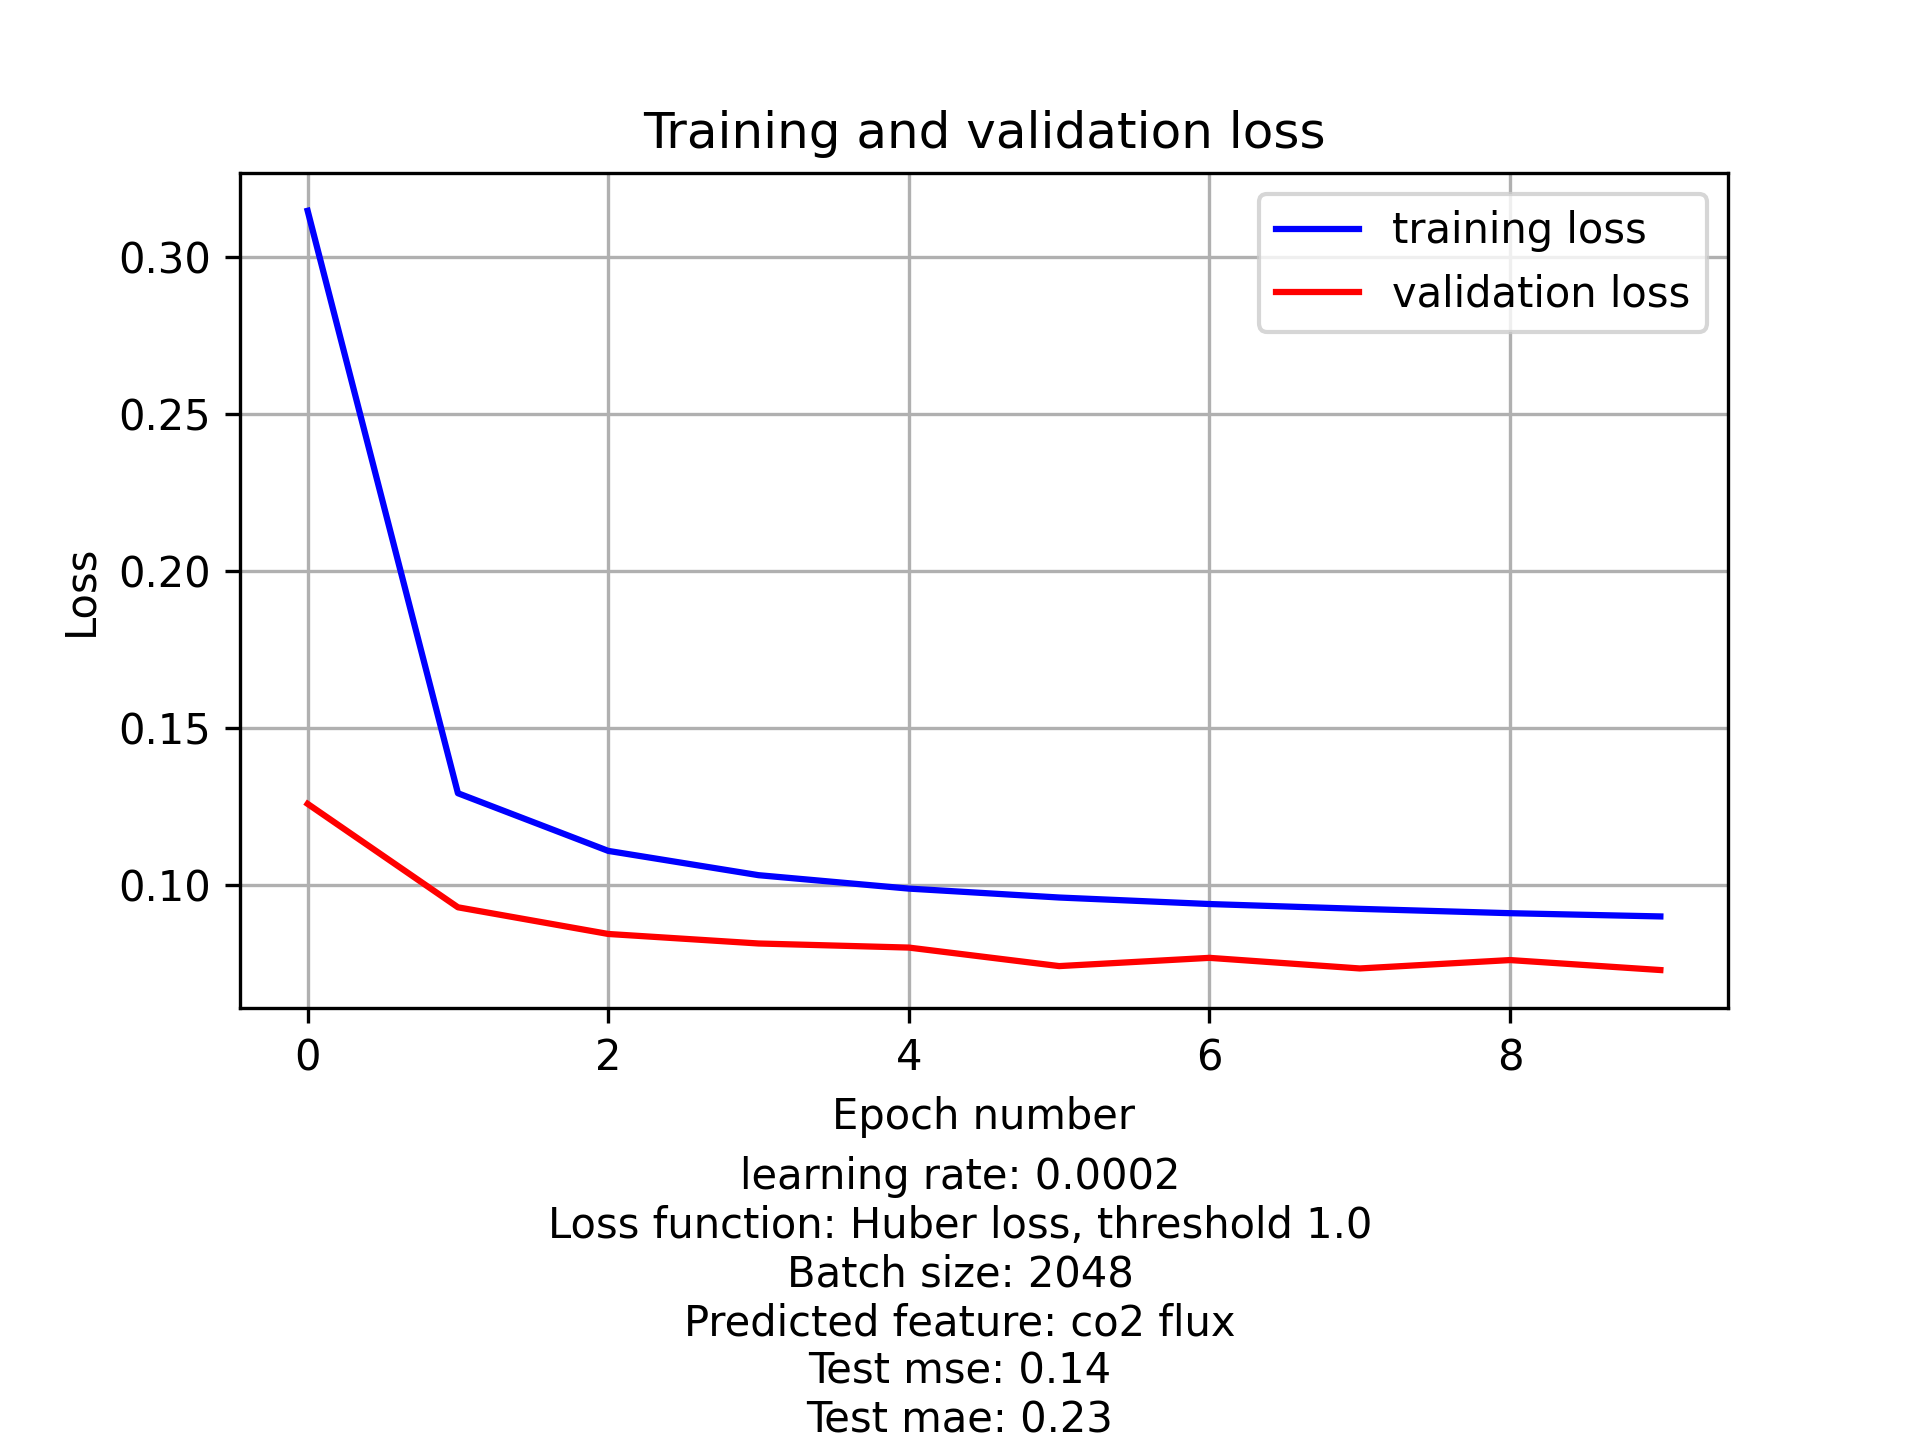 Training and validation loss
training loss
validation loss
0.30
0.25
0.20
0.15
0.10
Loss
0 2 4 6 8
Epoch number
learning rate: 0.0002
Loss function: Huber loss, threshold 1.0
Batch size: 2048
Predicted feature: co2 flux
Test mse: 0.14
Test mae: 0.23